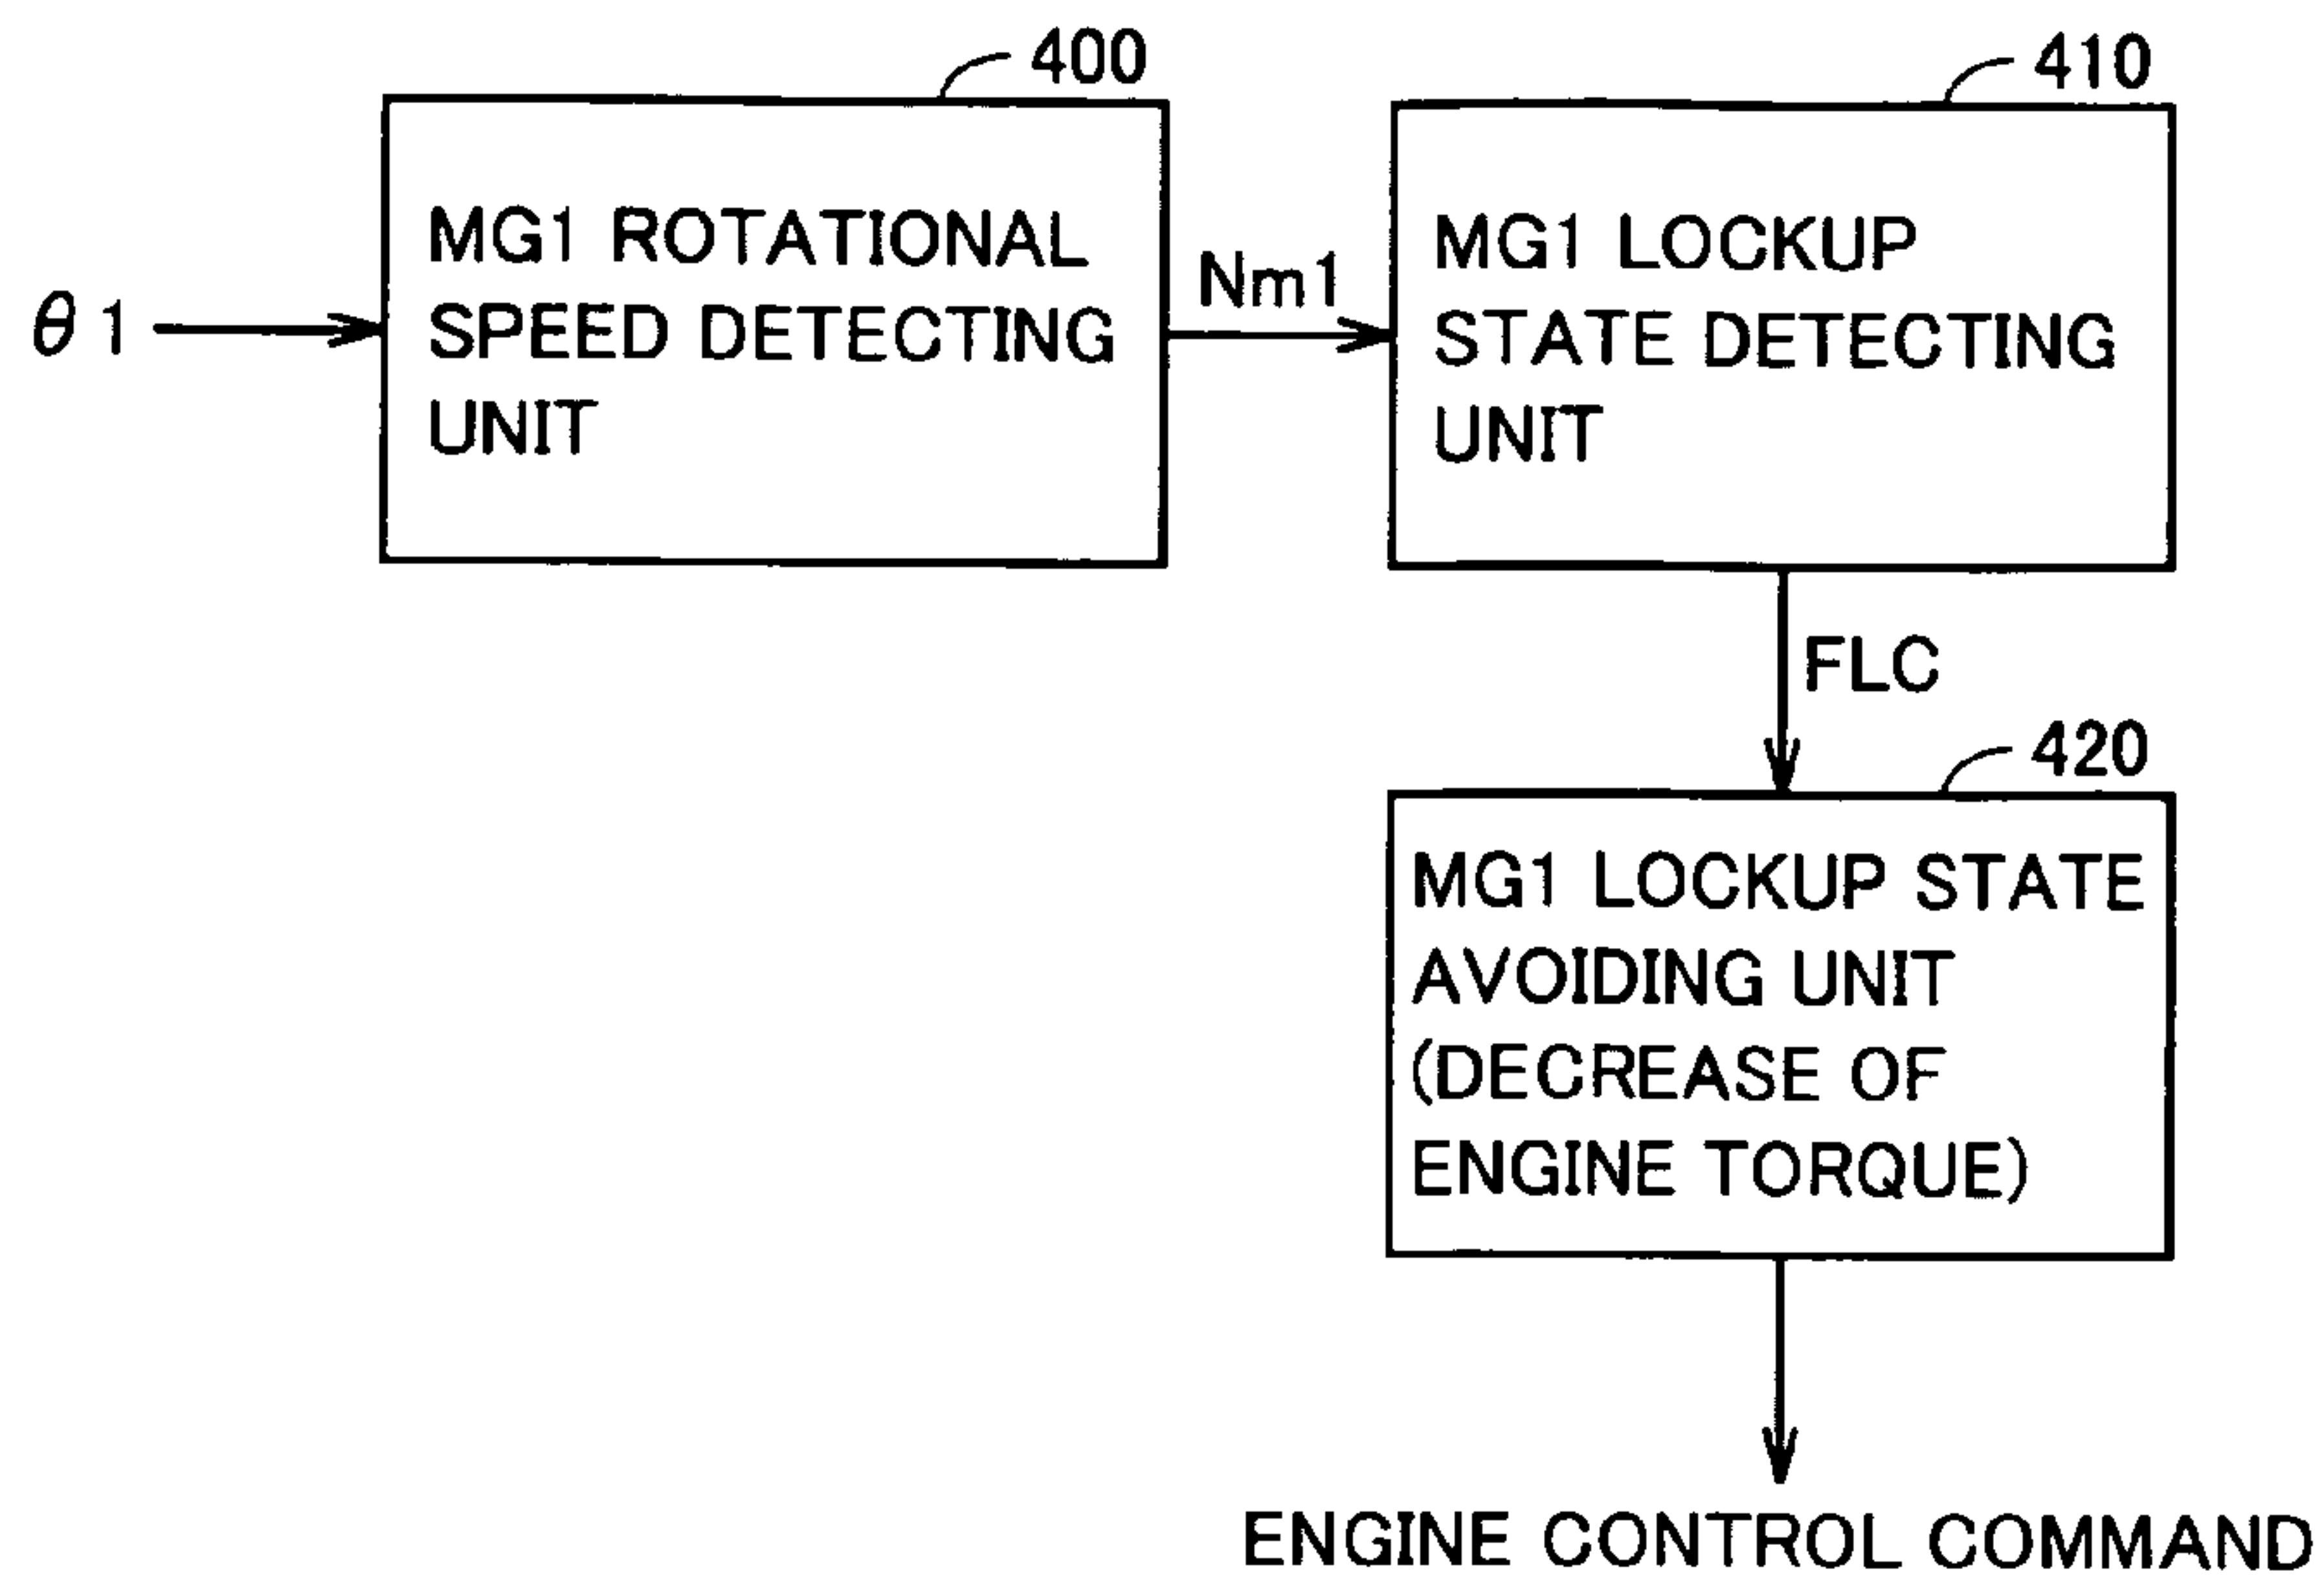 400
410
θ1
MG1 ROTATIONAL
SPEED DETECTING
UNIT
Nm1
MG1 LOCKUP
STATE DETECTING
UNIT
FLC
420
MG1 LOCKUP STATE
AVOIDING UNIT
(DECREASE OF
ENGINE TORQUE)
ENGINE CONTROL COMMAND